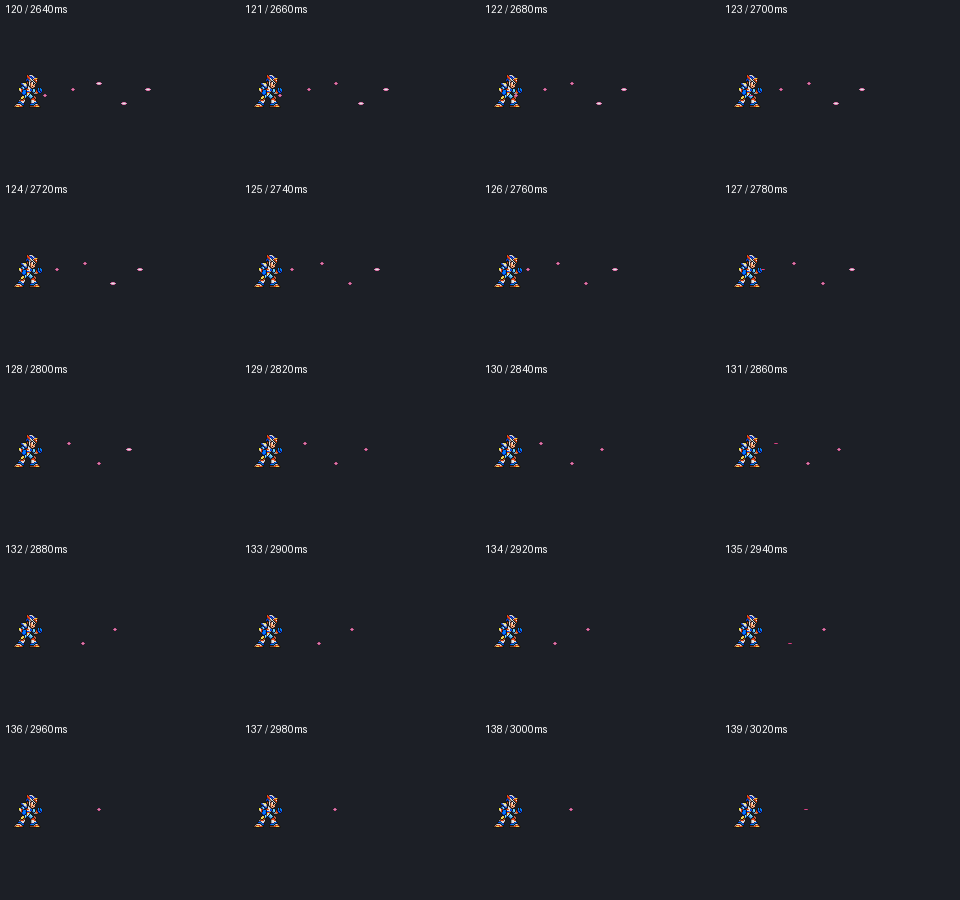 120 / 2640ms
121 / 2660ms
122 / 2680ms
123 / 2700ms
124 / 2720ms
125 / 2740ms
126 / 2760ms
127 / 2780ms
128 / 2800ms
129 / 2820ms
130 / 2840ms
131 / 2860ms
132 / 2880ms
133 / 2900ms
134 / 2920ms
135 / 2940ms
136 / 2960ms
137 / 2980ms
138 / 3000ms
139 / 3020ms